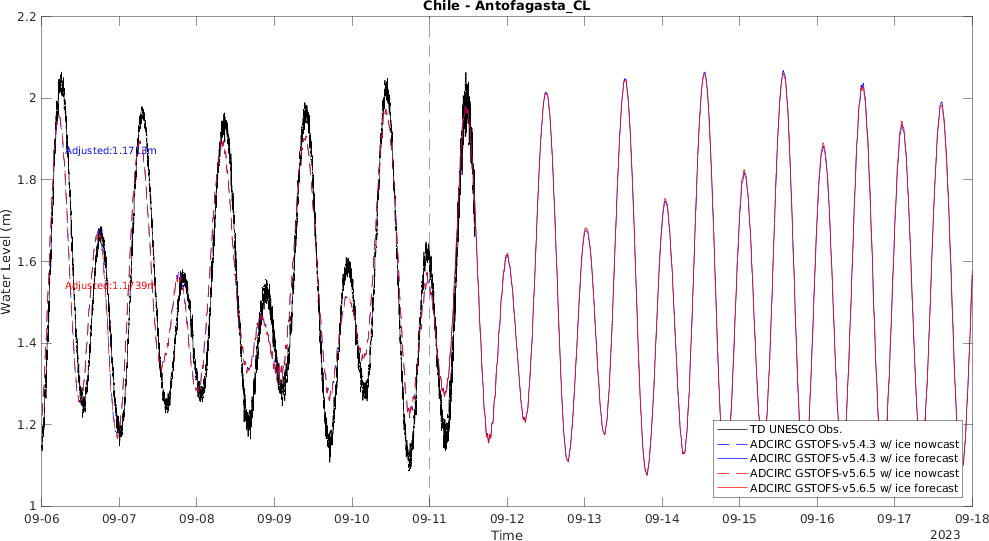 Chile - Antofagasta_CL
2.2
2
1.8
1.6
1.4
1.2
1
Water Level (m)
Adjusted:1.1713m
Adjusted:1.1739m
TD UNESCO Obs.
ADCIRC GSTOFS-v5.4.3 w/ ice nowcast
ADCIRC GSTOFS-v5.4.3 w/ ice forecast
ADCIRC GSTOFS-v5.6.5 w/ ice nowcast
ADCIRC GSTOFS-v5.6.5 w/ ice forecast
09-06 09-07 09-08 09-09 09-10 09-11 09-12 09-13 09-14 09-15 09-16 09-17 09-18
Time
2023